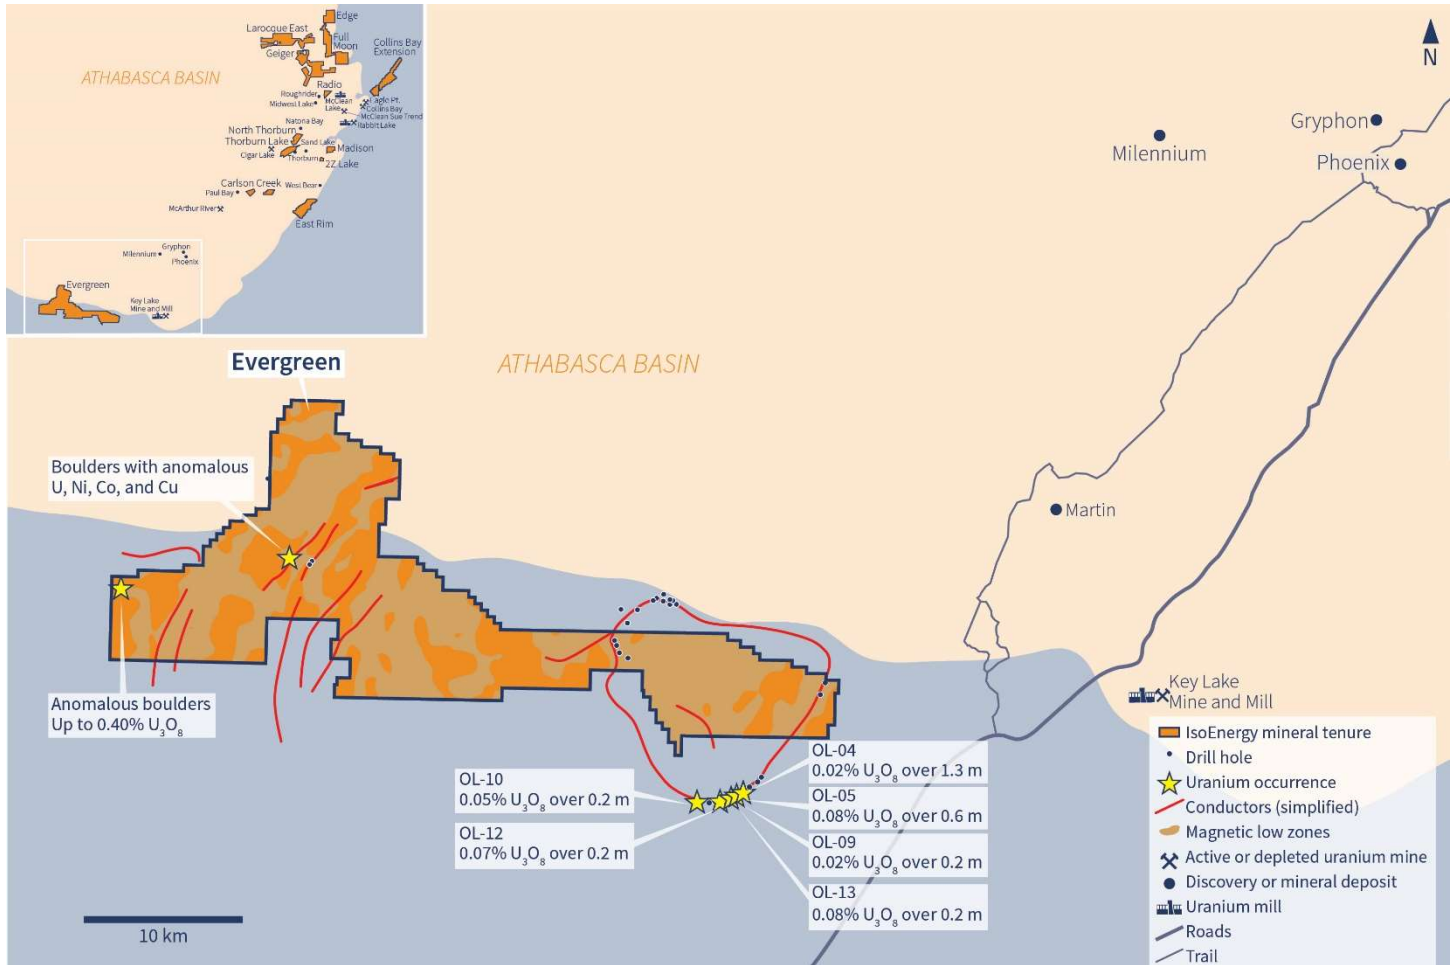 Edge
Larocque East
Full
Moon
Collins Bay
Extension
Geiger
ATHABASCA BASIN
Radio
Roughrider
Midwest Lake
McClean
Lake
Eagle Pt.
Collins Bay
McClean Sue Trend
Rabbit Lake
Natona Bay
North Thorburn
Thorburn Lake
Sand Lake
Cigar Lake
Thorburn
Madison
2Z Lake
Carlson Creek
Paul Bay
West Bear
McArthur River
East Rim
Gryphon
Milennium
Phoenix
Evergreen
Key Lake
Mine and Mill
N
Gryphon
Milennium
Phoenix
ATHABASCA BASIN
Evergreen
Boulders with anomalous
U, Ni, Co, and Cu
Martin
Anomalous boulders
Up to 0.40% U₃O₈
Key Lake
Mine and Mill
OL-10
0.05% U₃O₈ over 0.2 m
OL-12
0.07% U₃O₈ over 0.2 m
OL-04
0.02% U₃O₈ over 1.3 m
OL-05
0.08% U₃O₈ over 0.6 m
OL-09
0.02% U₃O₈ over 0.2 m
OL-13
0.08% U₃O₈ over 0.2 m
10 km
IsoEnergy mineral tenure
Drill hole
Uranium occurrence
Conductors (simplified)
Magnetic low zones
Active or depleted uranium mine
Discovery or mineral deposit
Uranium mill
Roads
Trail